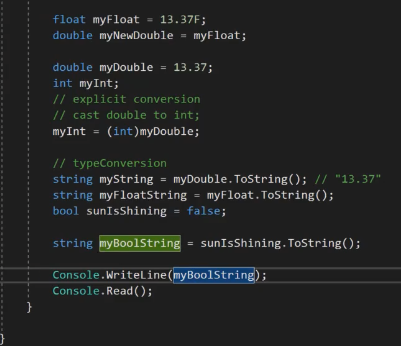 float myFloat = 13.37F;
double myNewDouble = myFloat;
double myDouble = 13.37;
int myInt;
// explicit conversion
// cast double to int;
myInt = (int)myDouble;
// typeConversion
string myString = myDouble.ToString(); // "13.37"
string myFloatString = myFloat.ToString();
bool sunIsShining = false;
string myBoolString = sunIsShining.ToString();
Console.WriteLine(myBoolString);
Console.Read();
}
}